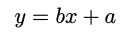 y = bx + a